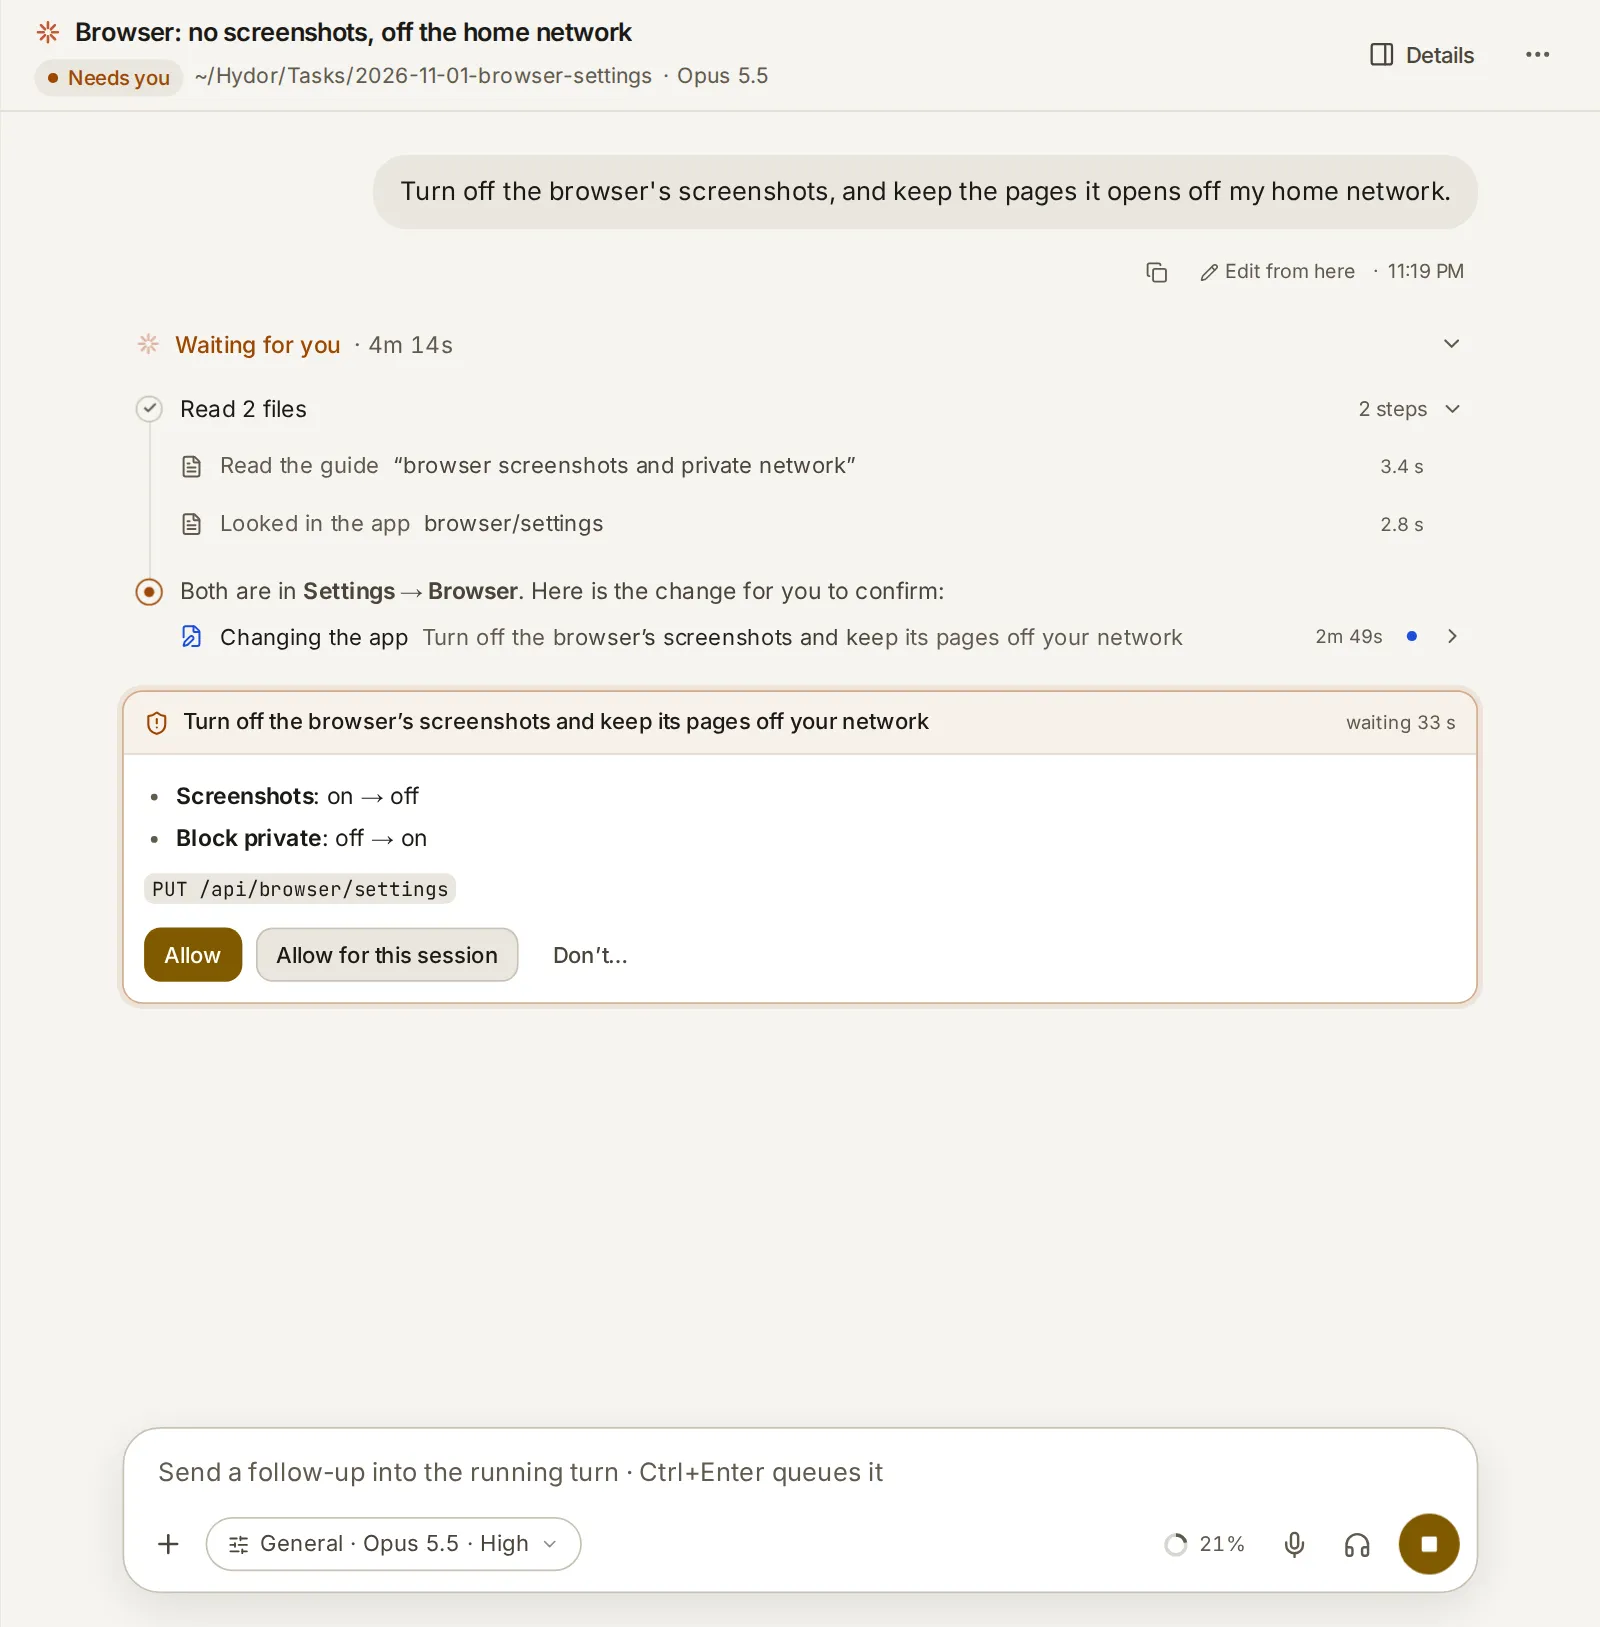 Browser: no screenshots, off the home network
Needs you ~/Hydor/Tasks/2026-11-01-browser-settings · Opus 5.5
Details
Turn off the browser's screenshots, and keep the pages it opens off my home network.
Edit from here · 11:19 PM
Waiting for you · 4m 14s
Read 2 files 2 steps
Read the guide “browser screenshots and private network” 3.4 s
Looked in the app browser/settings 2.8 s
Both are in Settings → Browser. Here is the change for you to confirm:
Changing the app Turn off the browser’s screenshots and keep its pages off your network 2m 49s
Turn off the browser’s screenshots and keep its pages off your network waiting 33 s
• Screenshots: on → off
• Block private: off → on
PUT /api/browser/settings
Allow Allow for this session Don’t…
Send a follow-up into the running turn · Ctrl+Enter queues it
General · Opus 5.5 · High 21%